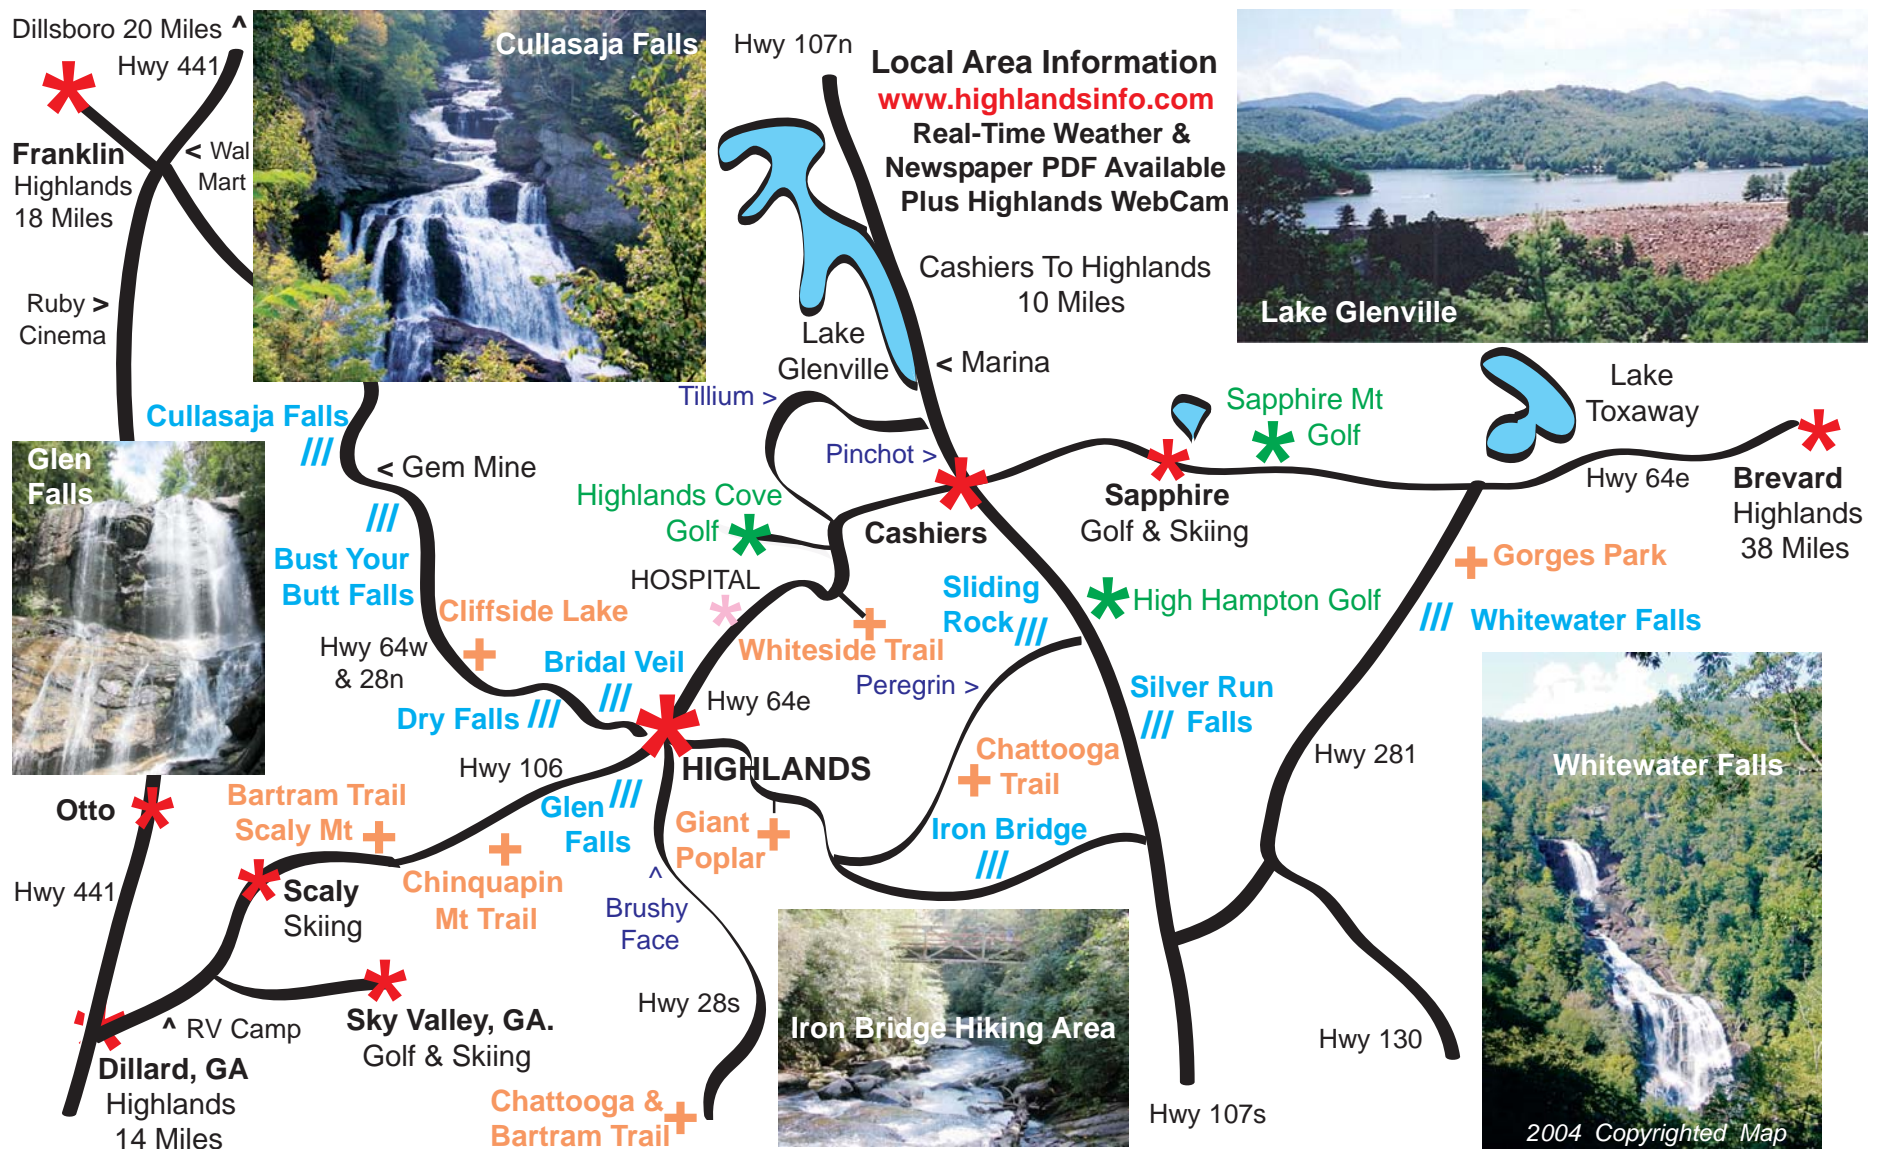 Dillsboro 20 Miles ^
Hwy 441
Franklin
Highlands
18 Miles
< Wal
Mart
Ruby >
Cinema
Cullasaja Falls
Hwy 107n
Local Area Information
www.highlandsinfo.com
Real-Time Weather &
Newspaper PDF Available
Plus Highlands WebCam
Cashiers To Highlands
10 Miles
Lake Glenville
Lake
Glenville
< Marina
Tillium >
Pinchot >
Sapphire Mt
Golf
Lake
Toxaway
Hwy 64e
Brevard
Highlands
38 Miles
Cullasaja Falls
< Gem Mine
Glen
Falls
Bust Your
Butt Falls
Highlands Cove
Golf
HOSPITAL
Cashiers
Sapphire
Golf & Skiing
Gorges Park
Whitewater Falls
Sliding
Rock
High Hampton Golf
Cliffside Lake
Hwy 64w
& 28n
Bridal Veil
Whiteside Trail
Peregrin >
Hwy 64e
Dry Falls
Silver Run
Falls
Hwy 106
HIGHLANDS
Chattooga
Trail
Hwy 281
Whitewater Falls
Otto
Bartram Trail
Scaly Mt
Glen
Falls
Giant
Poplar
Iron Bridge
Hwy 441
Scaly
Skiing
Chinquapin
Mt Trail
^
Brushy
Face
Hwy 28s
^ RV Camp
Sky Valley, GA.
Golf & Skiing
Iron Bridge Hiking Area
Hwy 130
Dillard, GA
Highlands
14 Miles
Chattooga &
Bartram Trail
Hwy 107s
2004 Copyrighted Map